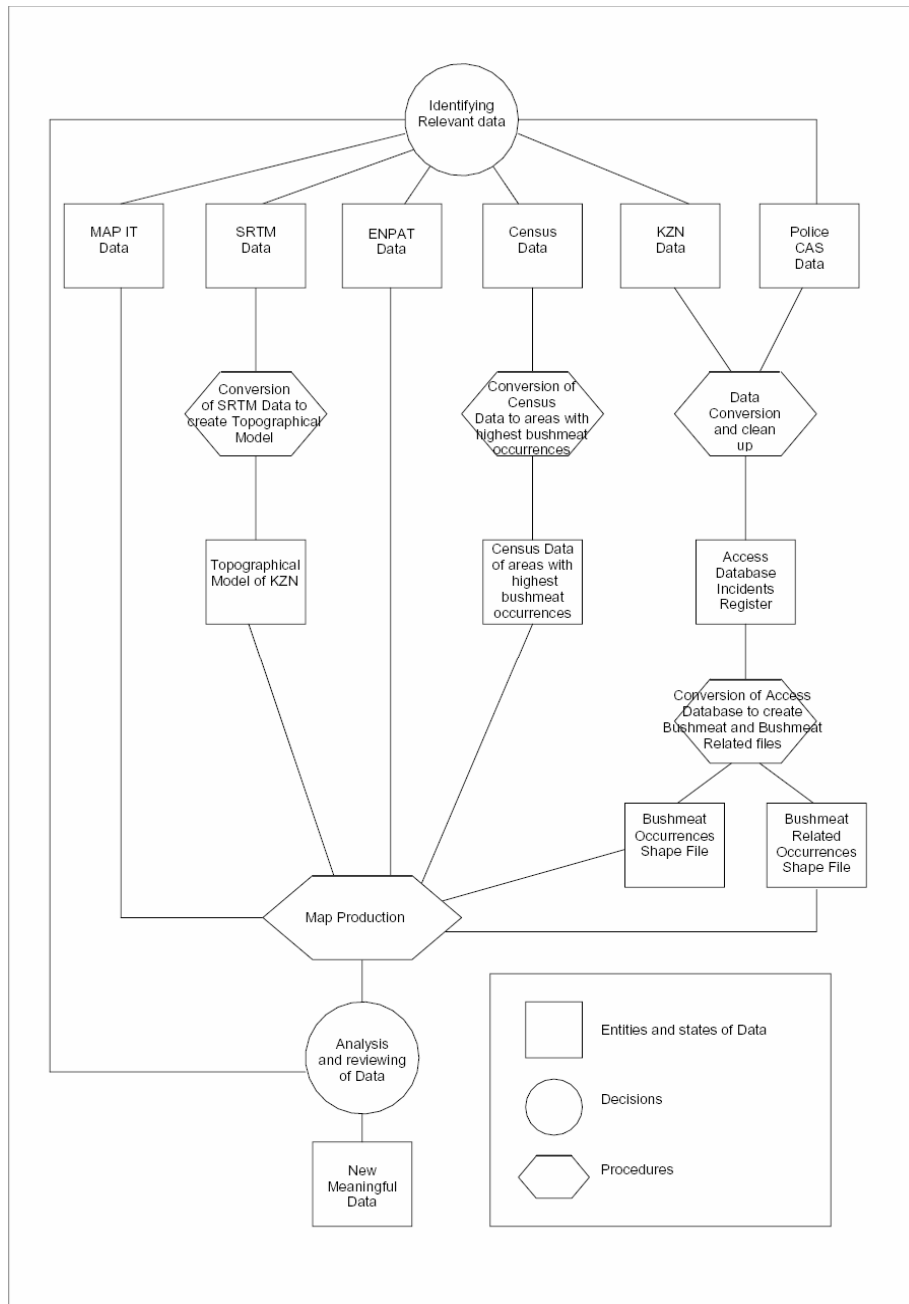 Identifying
Relevant data
MAP IT
Data
SRTM
Data
ENPAT
Data
Census
Data
KZN
Data
Police
CAS
Data
Conversion
of SRTM Data to
create Topographical
Model
Conversion of
Census
Data to areas with
highest bushmeat
occurrences
Data
Conversion
and clean
up
Topographical
Model of KZN
Census Data
of areas with
highest
bushmeat
occurrences
Access
Database
Incidents
Register
Conversion of Access
Database to create
Bushmeat and Bushmeat
Related files
Bushmeat
Occurrences
Shape File
Bushmeat
Related
Occurrences
Shape File
Map Production
Analysis
and reviewing
of Data
New
Meaningful
Data
Entities and states of Data
Decisions
Procedures